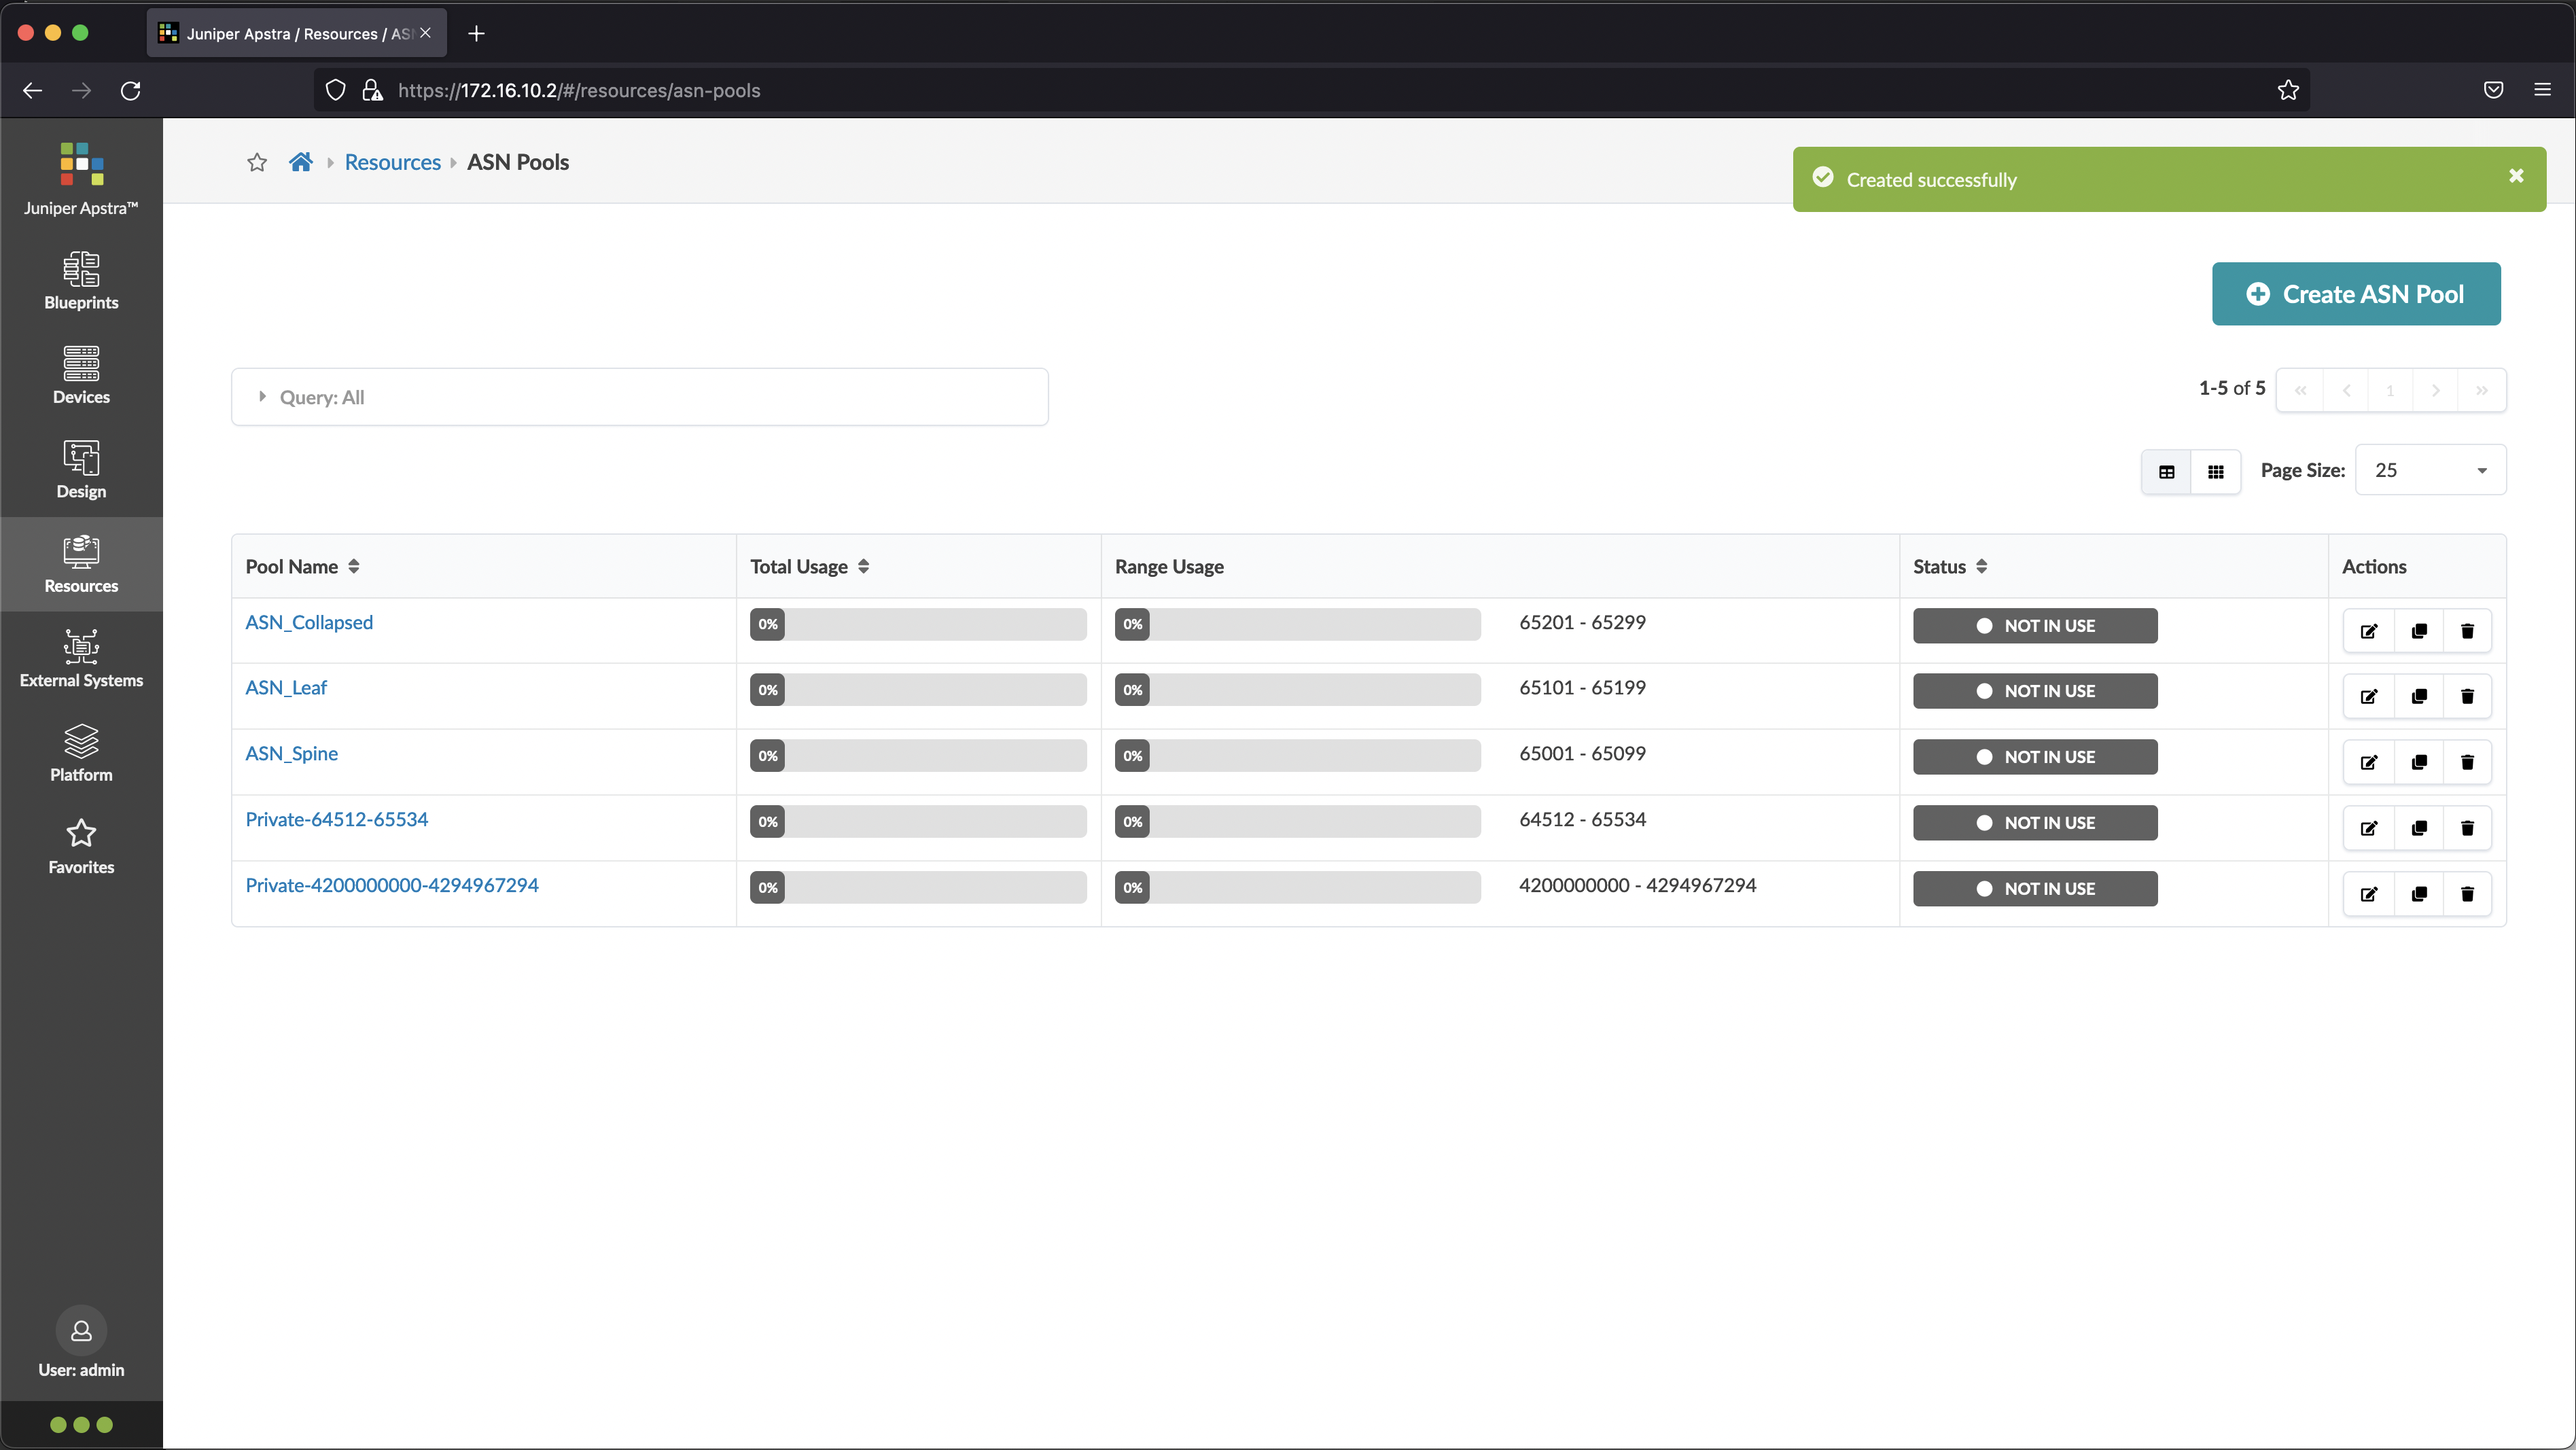 Juniper Apstra / Resources / AS
https://172.16.10.2/#/resources/asn-pools
Juniper Apstra™
Blueprints
Devices
Design
Resources
External Systems
Platform
Favorites
User: admin
Resources ASN Pools
Created successfully
Create ASN Pool
Query: All
1-5 of 5
1
Page Size: 25
Pool Name Total Usage Range Usage Status Actions
ASN_Collapsed 0% 0% 65201 - 65299 NOT IN USE
ASN_Leaf 0% 0% 65101 - 65199 NOT IN USE
ASN_Spine 0% 0% 65001 - 65099 NOT IN USE
Private-64512-65534 0% 0% 64512 - 65534 NOT IN USE
Private-4200000000-4294967294 0% 0% 4200000000 - 4294967294 NOT IN USE